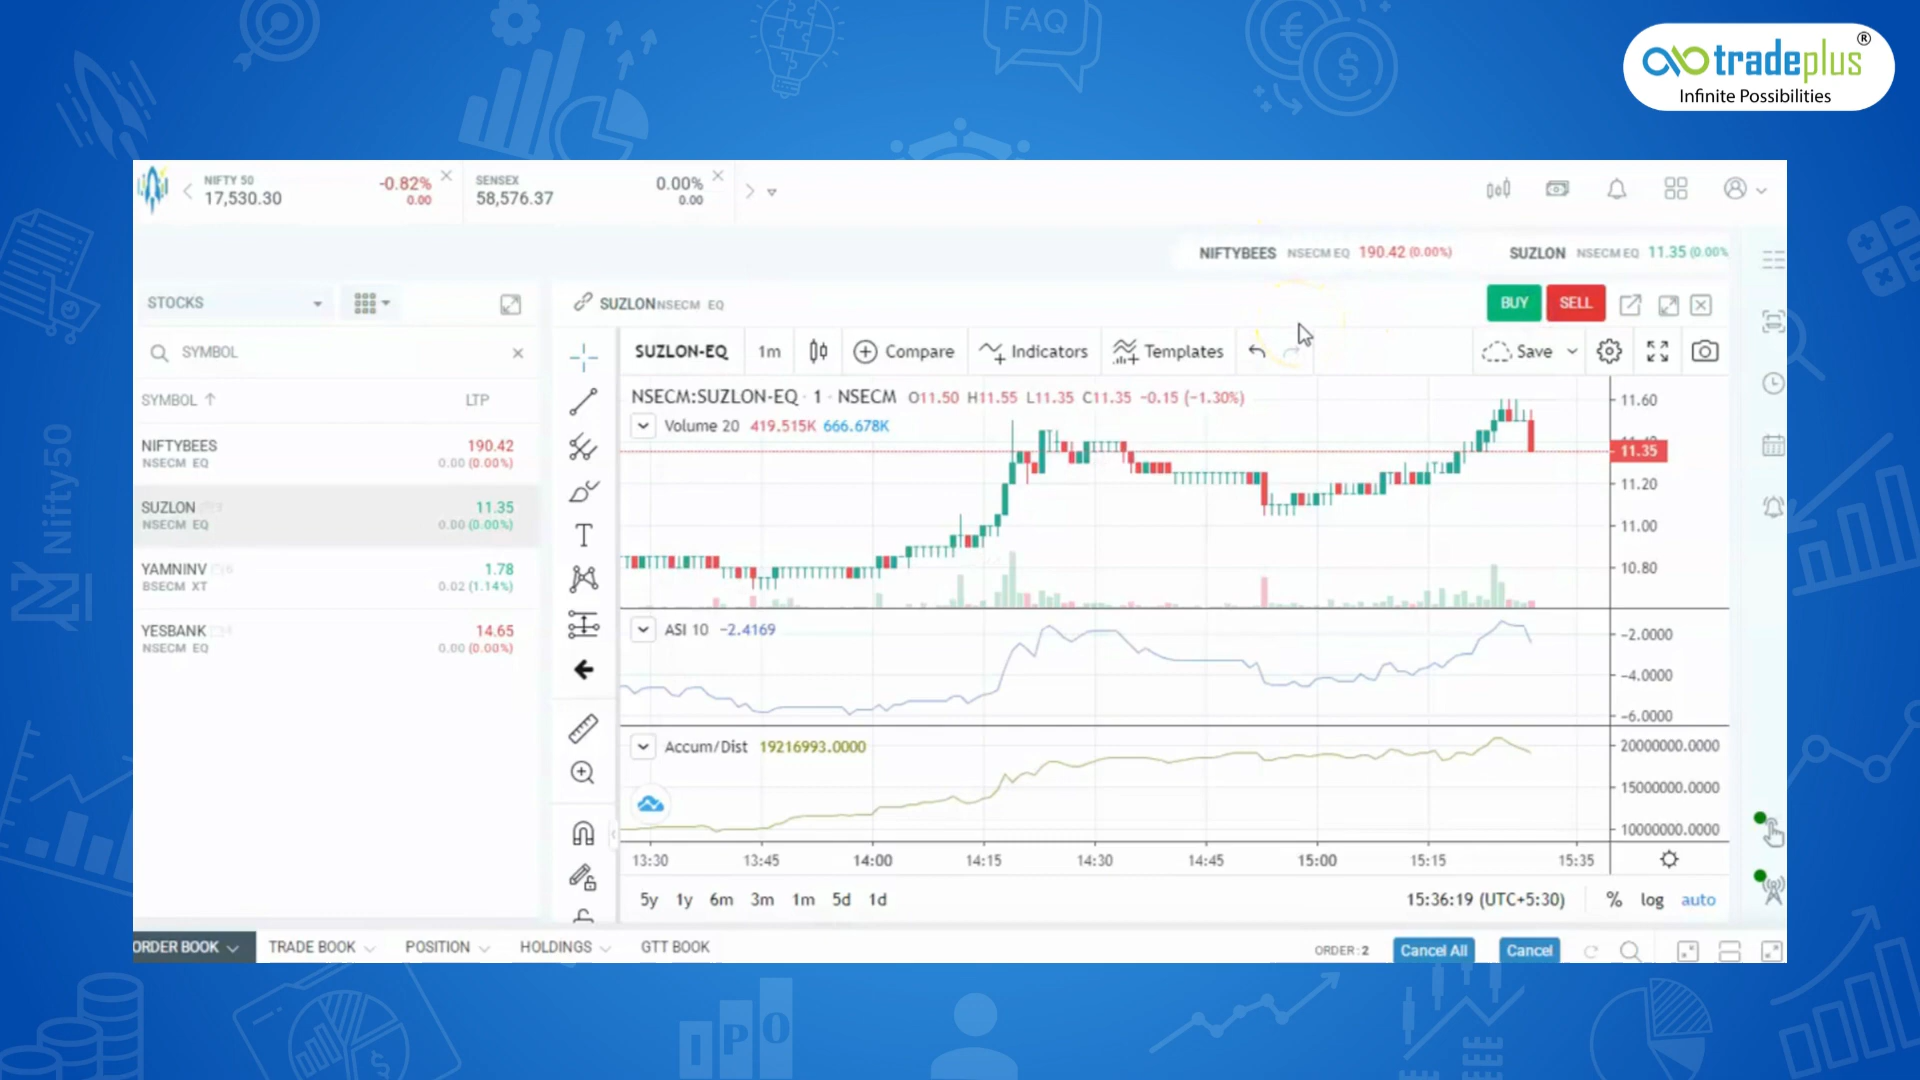 FAQ
®
tradeplus
Infinite Possibilities
NIFTY 50
17,530.30
-0.82%
0.00
SENSEX
58,576.37
0.00%
0.00
NIFTYBEES NSECM EQ 190.42 (0.00%)
SUZLON NSECM EQ 11.35 (0.00%
STOCKS
SUZLON NSECM EQ
BUY
SELL
SYMBOL
SUZLON-EQ
1m
Compare
Indicators
Templates
Save
SYMBOL ↑
LTP
NSECM:SUZLON-EQ · 1 · NSECM O11.50 H11.55 L11.35 C11.35 -0.15 (-1.30%)
Volume 20 419.515K 666.678K
NIFTYBEES
190.42
NSECM EQ
0.00 (0.00%)
SUZLON
11.35
NSECM EQ
0.00 (0.00%)
YAMNINV
1.78
BSECM XT
0.02 (1.14%)
YESBANK
14.65
NSECM EQ
0.00 (0.00%)
11.60
11.35
11.20
11.00
10.80
ASI 10 −2.4169
−2.0000
−4.0000
−6.0000
Accum/Dist 19216993.0000
20000000.0000
15000000.0000
10000000.0000
13:30
13:45
14:00
14:15
14:30
14:45
15:00
15:15
15:35
5y 1y 6m 3m 1m 5d 1d
15:36:19 (UTC+5:30)
% log auto
ORDER BOOK
TRADE BOOK
POSITION
HOLDINGS
GTT BOOK
ORDER : 2
Cancel All
Cancel
Nifty50
IPO